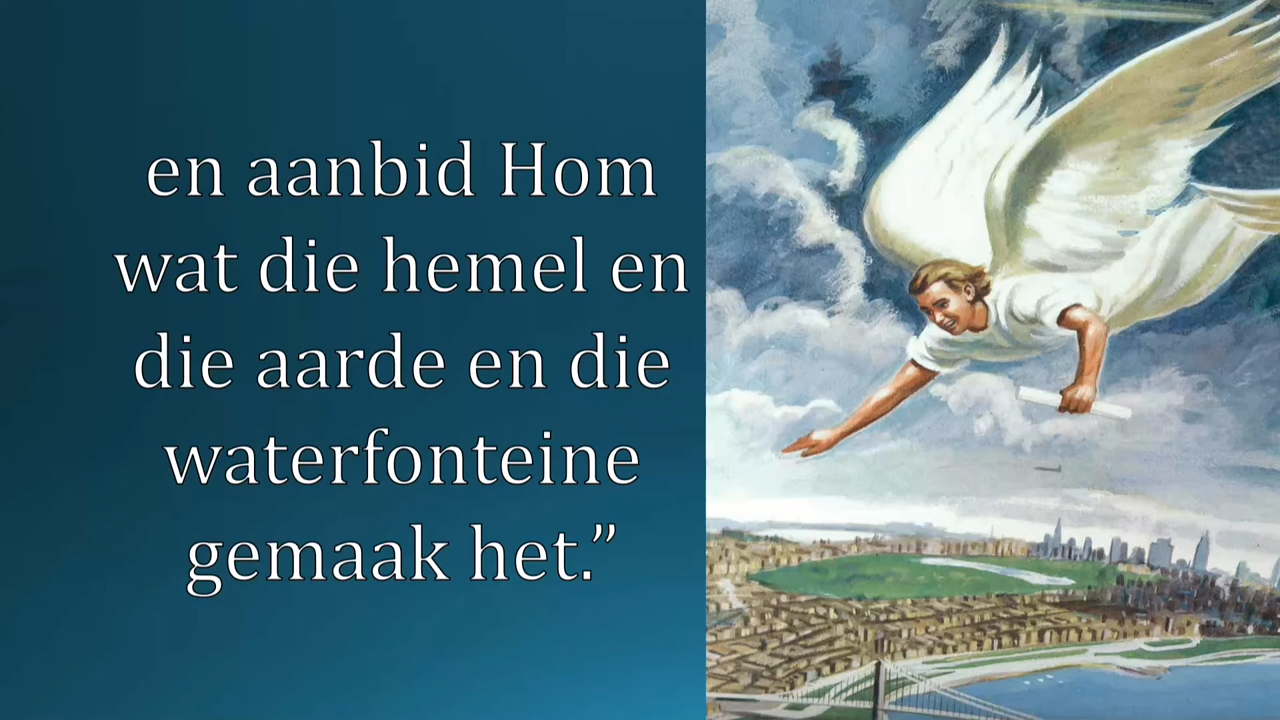 en aanbid Hom
wat die hemel en
die aarde en die
waterfonteine
gemaak het.”